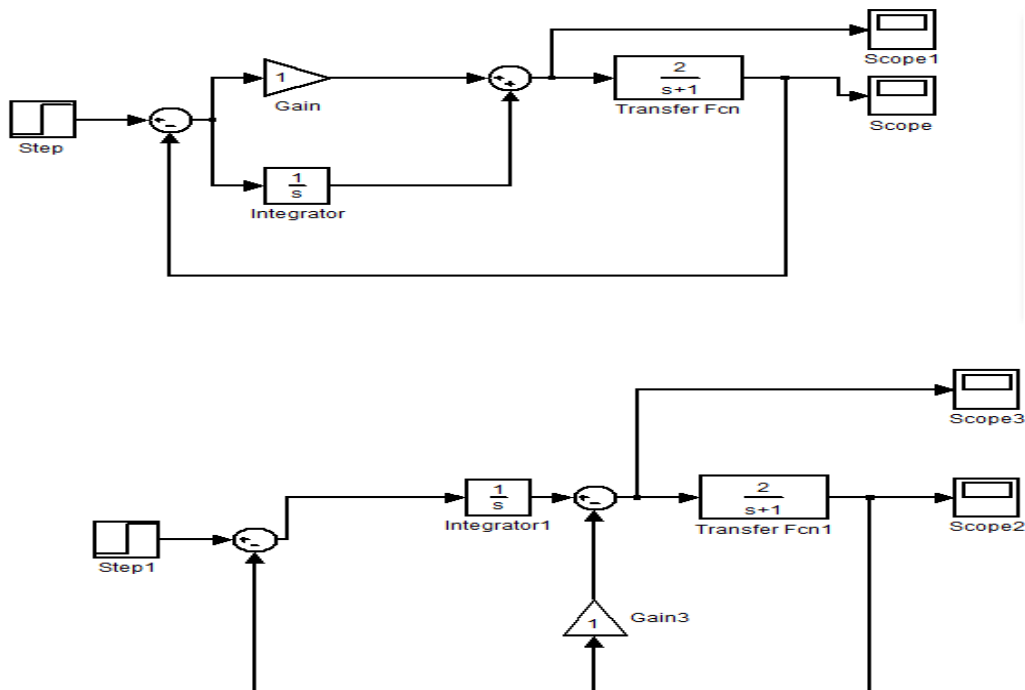 Scope1
1
Gain
2
s+1
Transfer Fcn
Scope
Step
1
s
Integrator
Scope3
1
s
Integrator1
2
s+1
Transfer Fcn1
Scope2
Step1
1
Gain3